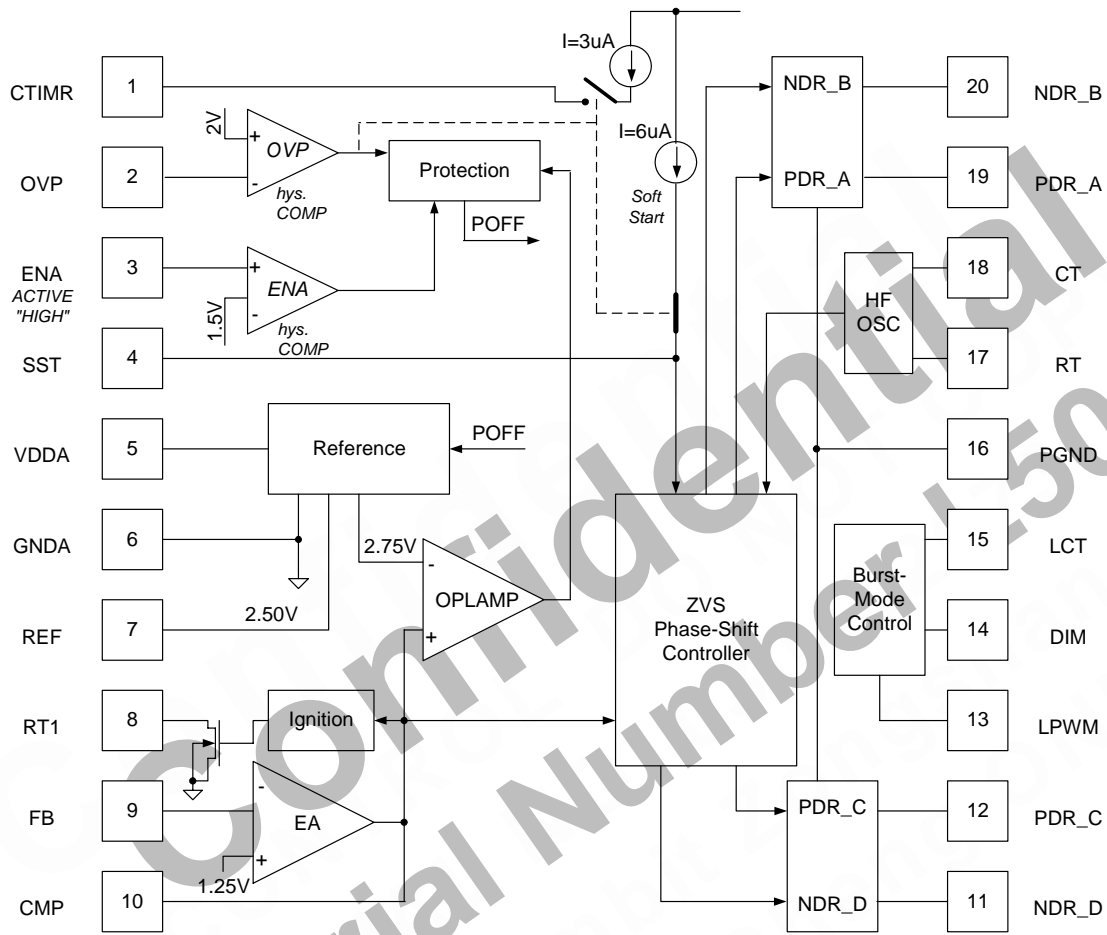 CTIMR
1
OVP
2
ENA
ACTIVE
"HIGH"
3
SST
4
VDDA
5
GNDA
6
REF
7
RT1
8
FB
9
CMP
10
2V
+
-
OVP
hys.
COMP
1.5V
+
-
ENA
hys.
COMP
Protection
POFF
I=3uA
I=6uA
Soft
Start
Reference
POFF
2.75V
2.50V
-
+
OPLAMP
Ignition
-
+
EA
1.25V
ZVS
Phase-Shift
Controller
NDR_B
PDR_A
HF
OSC
Burst-
Mode
Control
PDR_C
NDR_D
20
NDR_B
19
PDR_A
18
CT
17
RT
16
PGND
15
LCT
14
DIM
13
LPWM
12
PDR_C
11
NDR_D
Confidential
Number